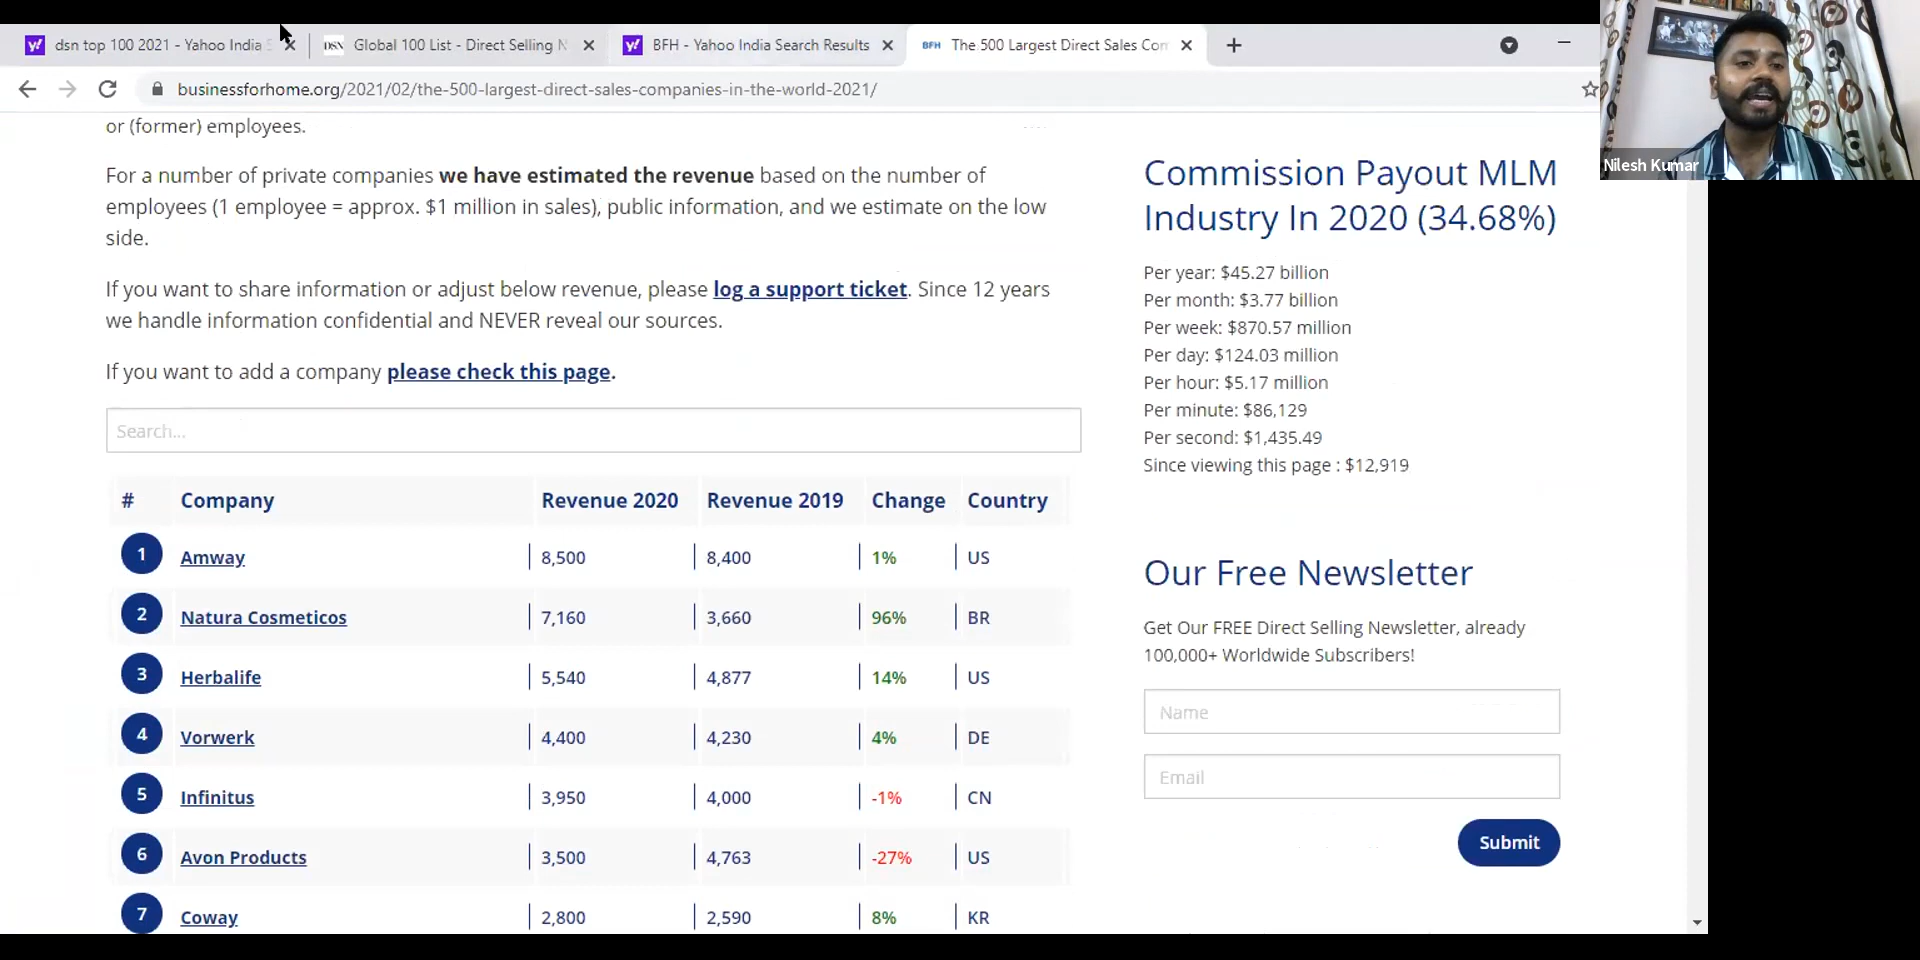 dsn top 100 2021 - Yahoo India
DSN Global 100 List - Direct Selling
BFH - Yahoo India Search Results
BFH The 500 Largest Direct Sales Con
businessforhome.org/2021/02/the-500-largest-direct-sales-companies-in-the-world-2021/
Nilesh Kumar
or (former) employees.
For a number of private companies we have estimated the revenue based on the number of
employees (1 employee = approx. $1 million in sales), public information, and we estimate on the low
side.
If you want to share information or adjust below revenue, please log a support ticket. Since 12 years
we handle information confidential and NEVER reveal our sources.
If you want to add a company please check this page.
Search...
# Company Revenue 2020 Revenue 2019 Change Country
1 Amway 8,500 8,400 1% US
2 Natura Cosmeticos 7,160 3,660 96% BR
3 Herbalife 5,540 4,877 14% US
4 Vorwerk 4,400 4,230 4% DE
5 Infinitus 3,950 4,000 -1% CN
6 Avon Products 3,500 4,763 -27% US
7 Coway 2,800 2,590 8% KR
Commission Payout MLM
Industry In 2020 (34.68%)
Per year: $45.27 billion
Per month: $3.77 billion
Per week: $870.57 million
Per day: $124.03 million
Per hour: $5.17 million
Per minute: $86,129
Per second: $1,435.49
Since viewing this page : $12,919
Our Free Newsletter
Get Our FREE Direct Selling Newsletter, already
100,000+ Worldwide Subscribers!
Name
Email
Submit